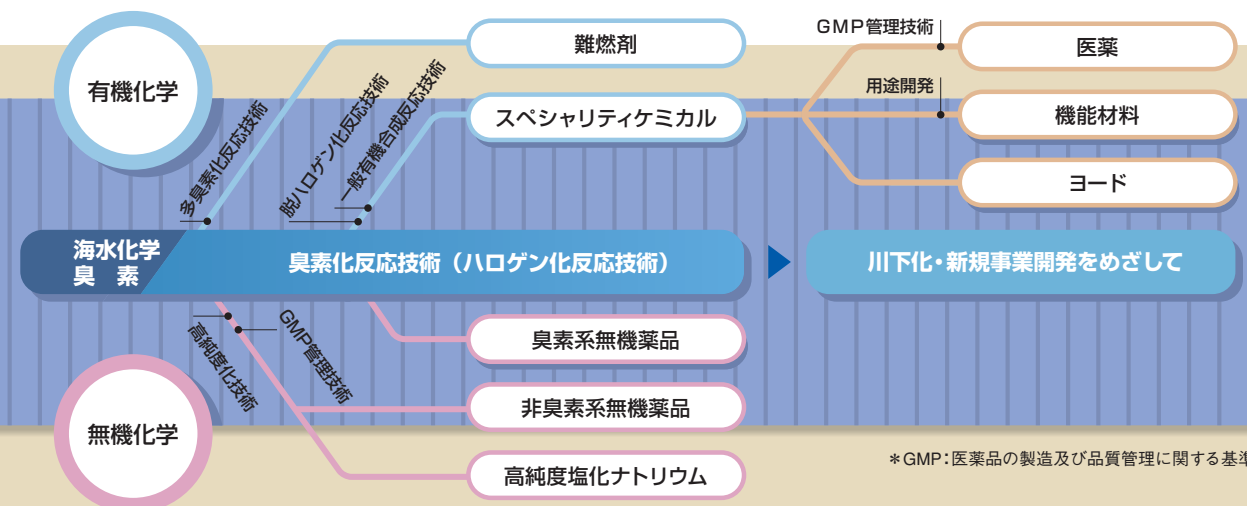 有機化学
難燃剤
スペシャリティケミカル
GMP管理技術
医薬
用途開発
機能材料
ヨード
多臭素化反応技術
脱ハロゲン化反応技術
一般有機合成反応技術
海水化学
臭　素
臭素化反応技術（ハロゲン化反応技術）
川下化・新規事業開発をめざして
高純度化技術
GMP管理技術
臭素系無機薬品
非臭素系無機薬品
高純度塩化ナトリウム
無機化学
＊GMP：医薬品の製造及び品質管理に関する基準